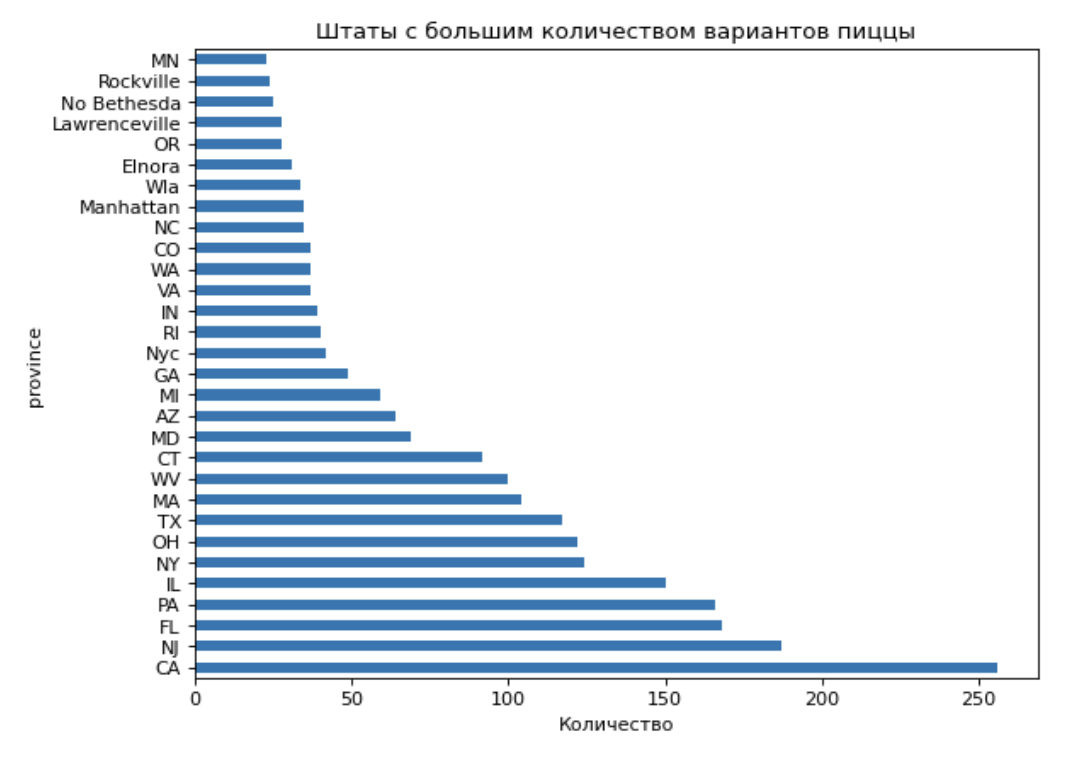 Штаты с большим количеством вариантов пиццы
MN
Rockville
No Bethesda
Lawrenceville
OR
Elnora
Wla
Manhattan
NC
CO
WA
VA
IN
RI
Nyc
GA
MI
AZ
MD
CT
WV
MA
TX
OH
NY
IL
PA
FL
NJ
CA
province
0 50 100 150 200 250
Количество